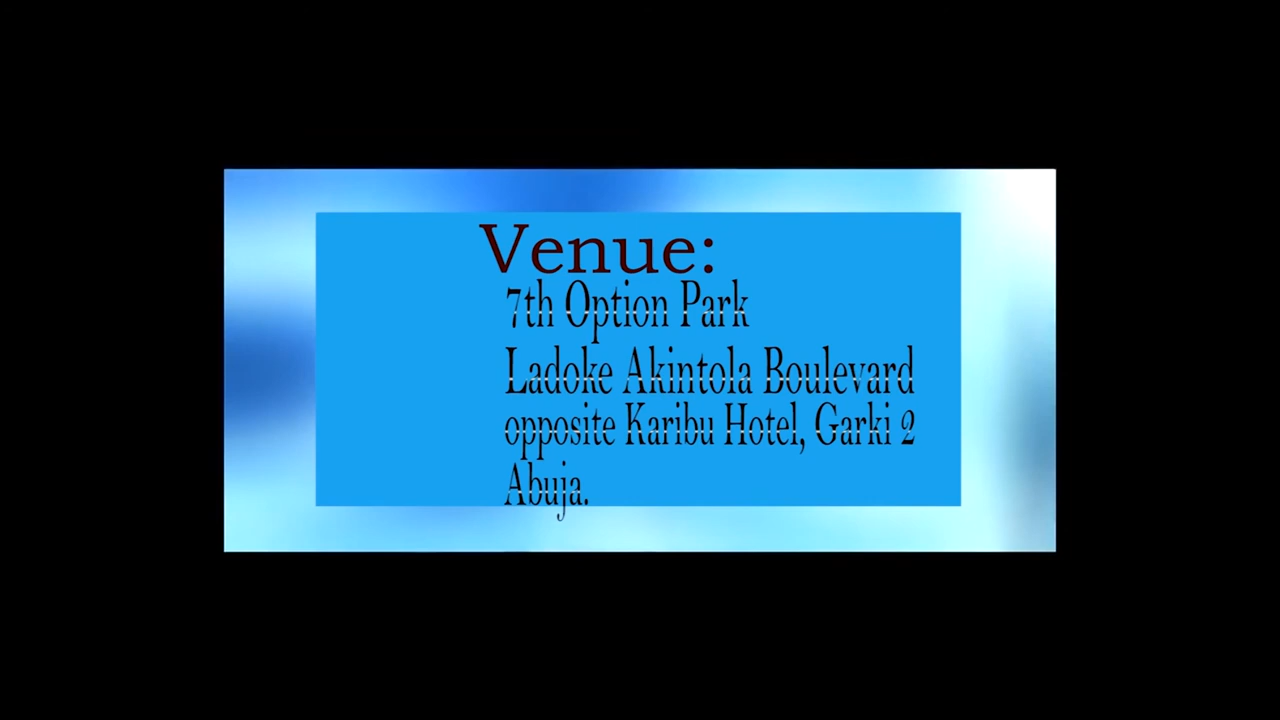 Venue:
7th Option Park
Ladoke Akintola Boulevard
opposite Karibu Hotel, Garki 2
Abuja.